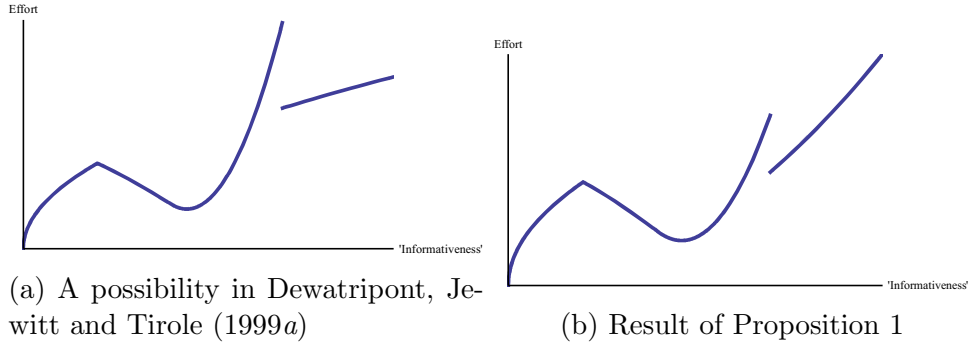 Effort
'Informativeness'
(a) A possibility in Dewatripont, Je-
witt and Tirole (1999a)
Effort
'Informativeness'
(b) Result of Proposition 1